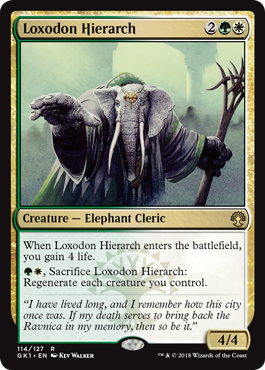 Loxodon Hierarch 2
Creature — Elephant Cleric
When Loxodon Hierarch enters the battlefield,
you gain 4 life.
, Sacrifice Loxodon Hierarch:
Regenerate each creature you control.
“I have lived long, and I remember how this city
once was. If my death serves to bring back the
Ravnica in my memory, then so be it.”
4/4
114/127 R
GK1 • EN Key Walker
™ & © 2018 Wizards of the Coast